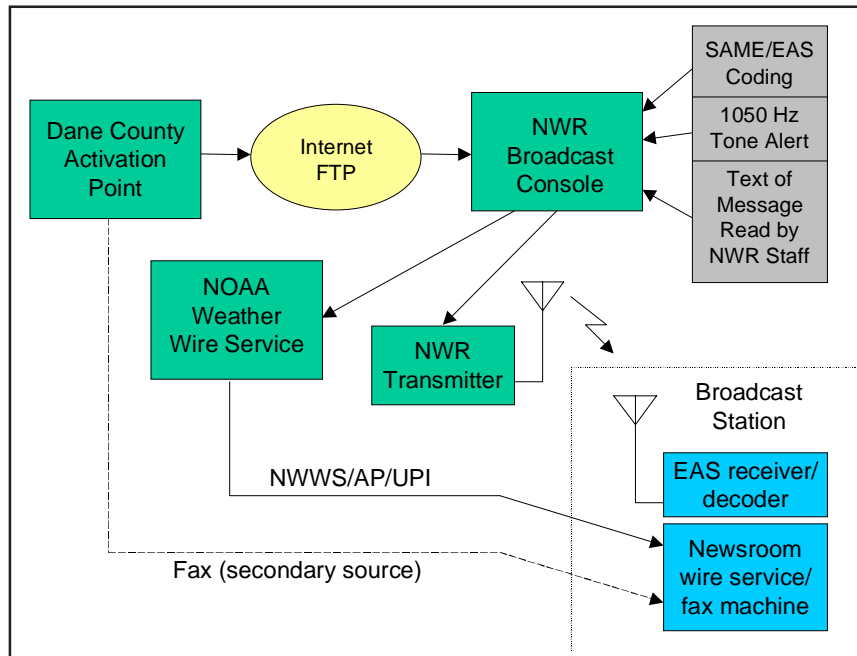 Dane County
Activation
Point
Internet
FTP
NWR
Broadcast
Console
SAME/EAS
Coding
1050 Hz
Tone Alert
Text of
Message
Read by
NWR Staff
NOAA
Weather
Wire Service
NWR
Transmitter
Broadcast
Station
EAS receiver/
decoder
NWWS/AP/UPI
Newsroom
wire service/
fax machine
Fax (secondary source)